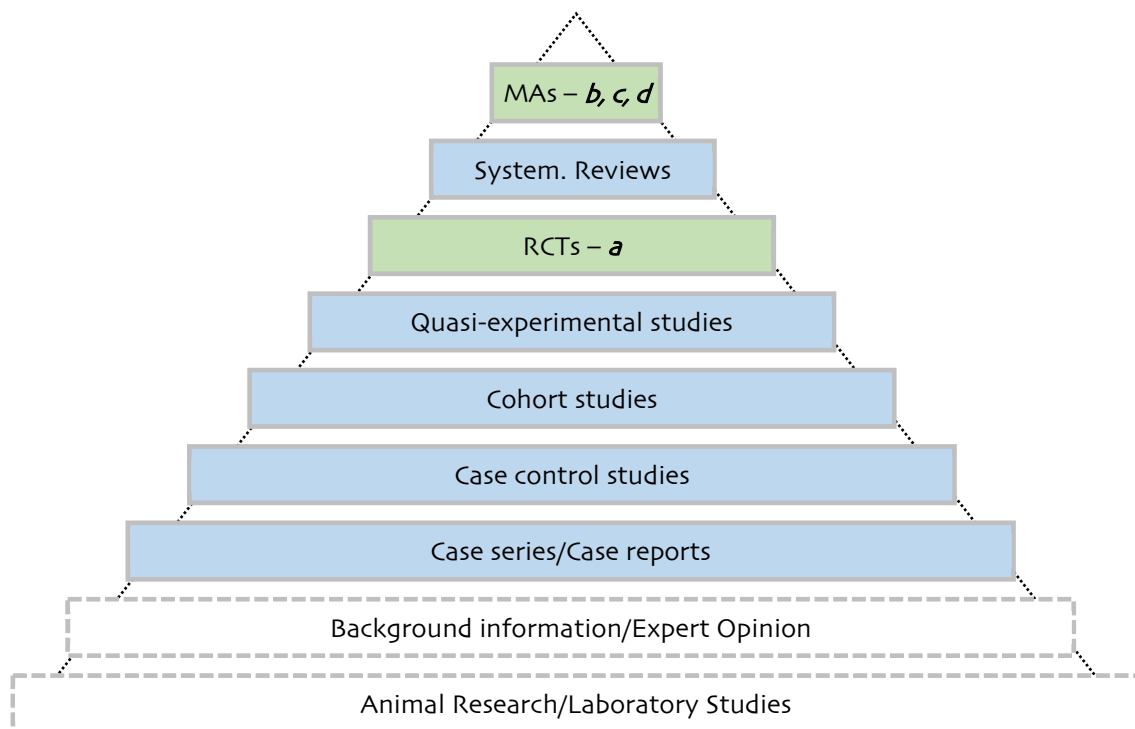 MAs – b, c, d
System. Reviews
RCTs – a
Quasi-experimental studies
Cohort studies
Case control studies
Case series/Case reports
Background information/Expert Opinion
Animal Research/Laboratory Studies